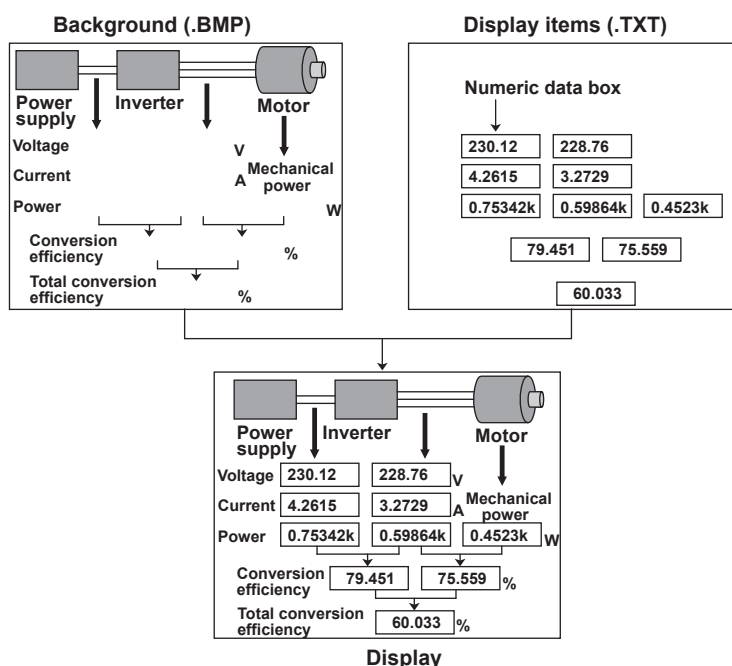 Background (.BMP)
Power supply
Inverter
Motor
Voltage
V
Current
A
Mechanical power
Power
W
Conversion efficiency
%
Total conversion efficiency
%
Display items (.TXT)
Numeric data box
230.12 228.76
4.2615 3.2729
0.75342k 0.59864k 0.4523k
79.451 75.559
60.033
Power supply
Inverter
Motor
Voltage 230.12 228.76 V
Current 4.2615 3.2729 A
Mechanical power
Power 0.75342k 0.59864k 0.4523k W
Conversion efficiency 79.451 75.559 %
Total conversion efficiency 60.033 %
Display